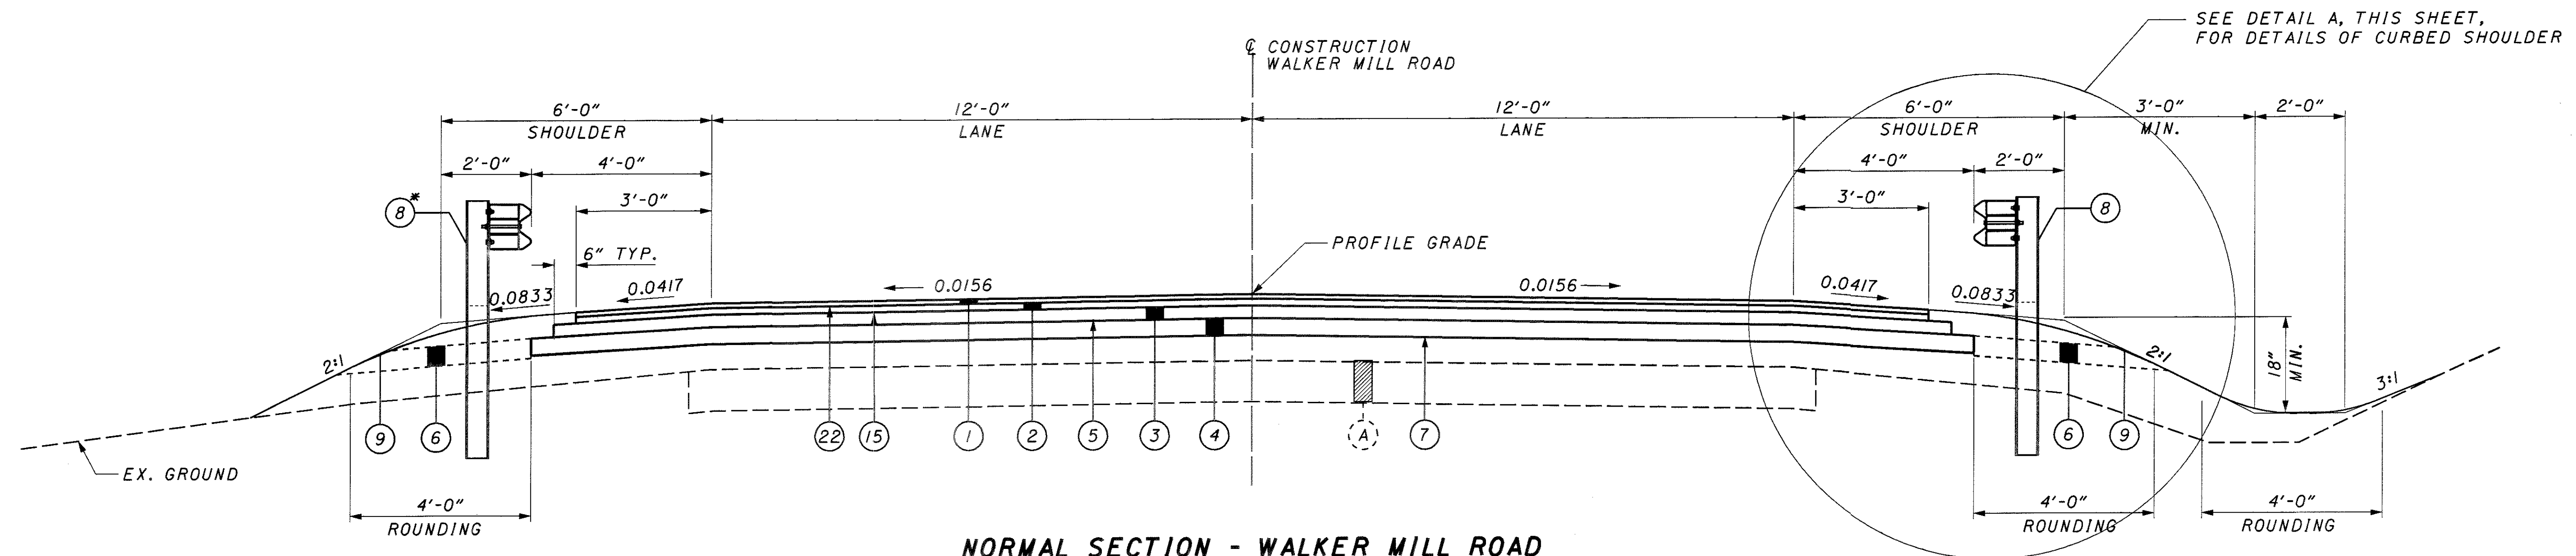 SEE DETAIL A, THIS SHEET,
FOR DETAILS OF CURBED SHOULDER
℄ CONSTRUCTION
WALKER MILL ROAD
6'-0"
SHOULDER
12'-0"
LANE
12'-0"
LANE
6'-0"
SHOULDER
3'-0"
MIN.
2'-0"
2'-0"
4'-0"
4'-0"
2'-0"
8*
3'-0"
3'-0"
8
6" TYP.
PROFILE GRADE
0.0833
0.0417
0.0156
0.0156
0.0417
0.0833
2:1
2:1
18"
MIN.
3:1
9
6
22
15
1
2
5
3
4
A
7
6
9
EX. GROUND
4'-0"
ROUNDING
4'-0"
ROUNDING
4'-0"
ROUNDING
NORMAL SECTION - WALKER MILL ROAD